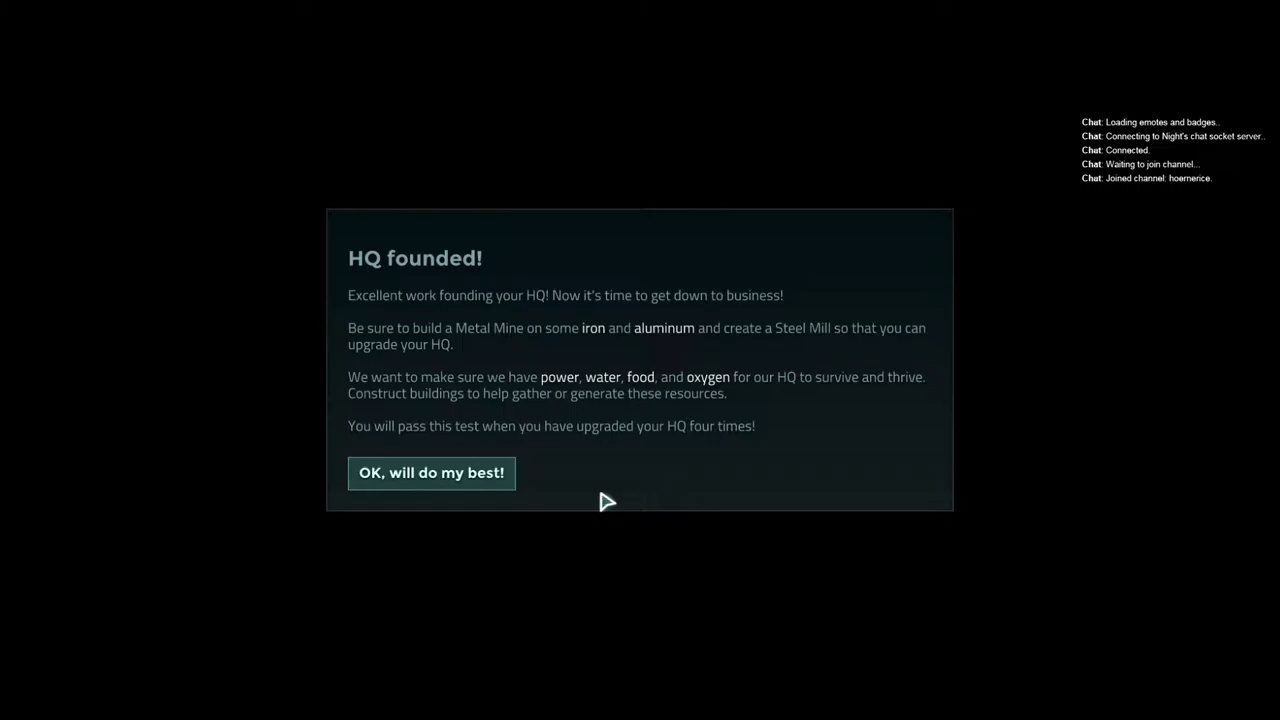 Chat: Loading emotes and badges..
Chat: Connecting to Night's chat socket server..
Chat: Connected.
Chat: Waiting to join channel...
Chat: Joined channel: hoernerice.
HQ founded!
Excellent work founding your HQ! Now it's time to get down to business!
Be sure to build a Metal Mine on some iron and aluminum and create a Steel Mill so that you can
upgrade your HQ.
We want to make sure we have power, water, food, and oxygen for our HQ to survive and thrive.
Construct buildings to help gather or generate these resources.
You will pass this test when you have upgraded your HQ four times!
OK, will do my best!